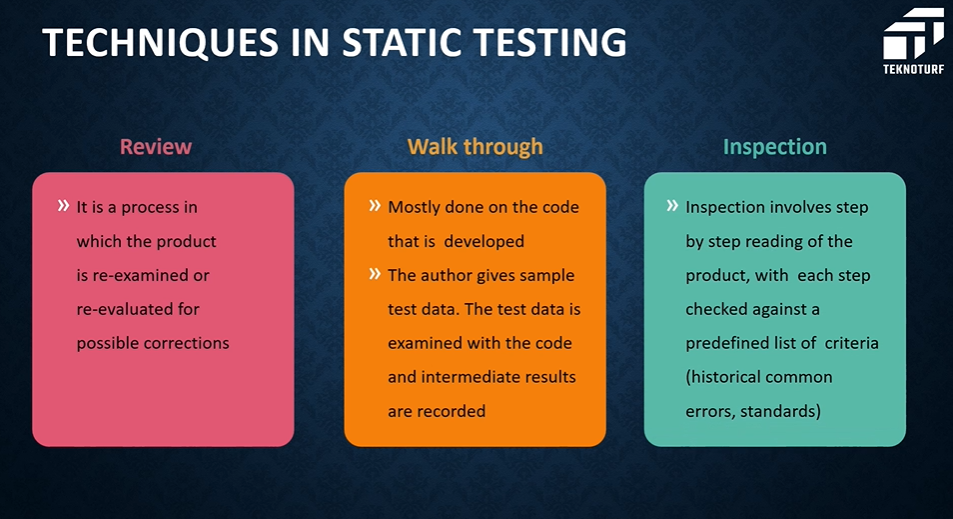 TECHNIQUES IN STATIC TESTING
TEKNOTURF
Review
» It is a process in
which the product
is re-examined or
re-evaluated for
possible corrections
Walk through
» Mostly done on the code
that is developed
» The author gives sample
test data. The test data is
examined with the code
and intermediate results
are recorded
Inspection
» Inspection involves step
by step reading of the
product, with each step
checked against a
predefined list of criteria
(historical common
errors, standards)